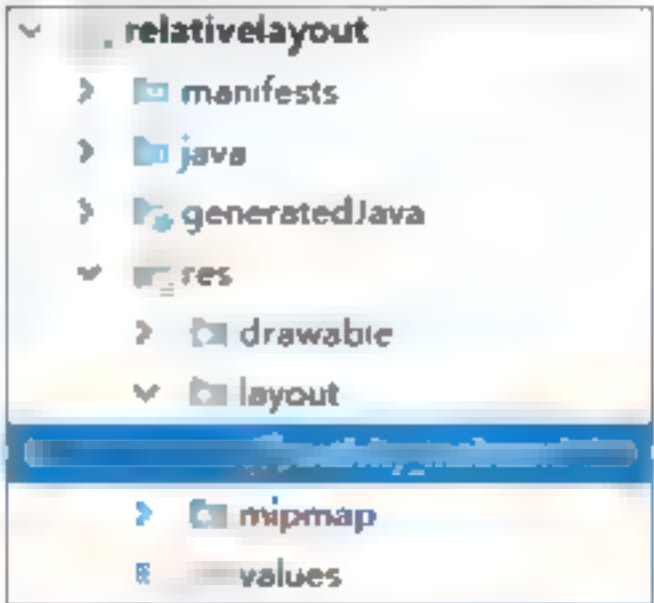 relativelayout
manifests
java
generatedJava
res
drawable
layout
mipmap
values